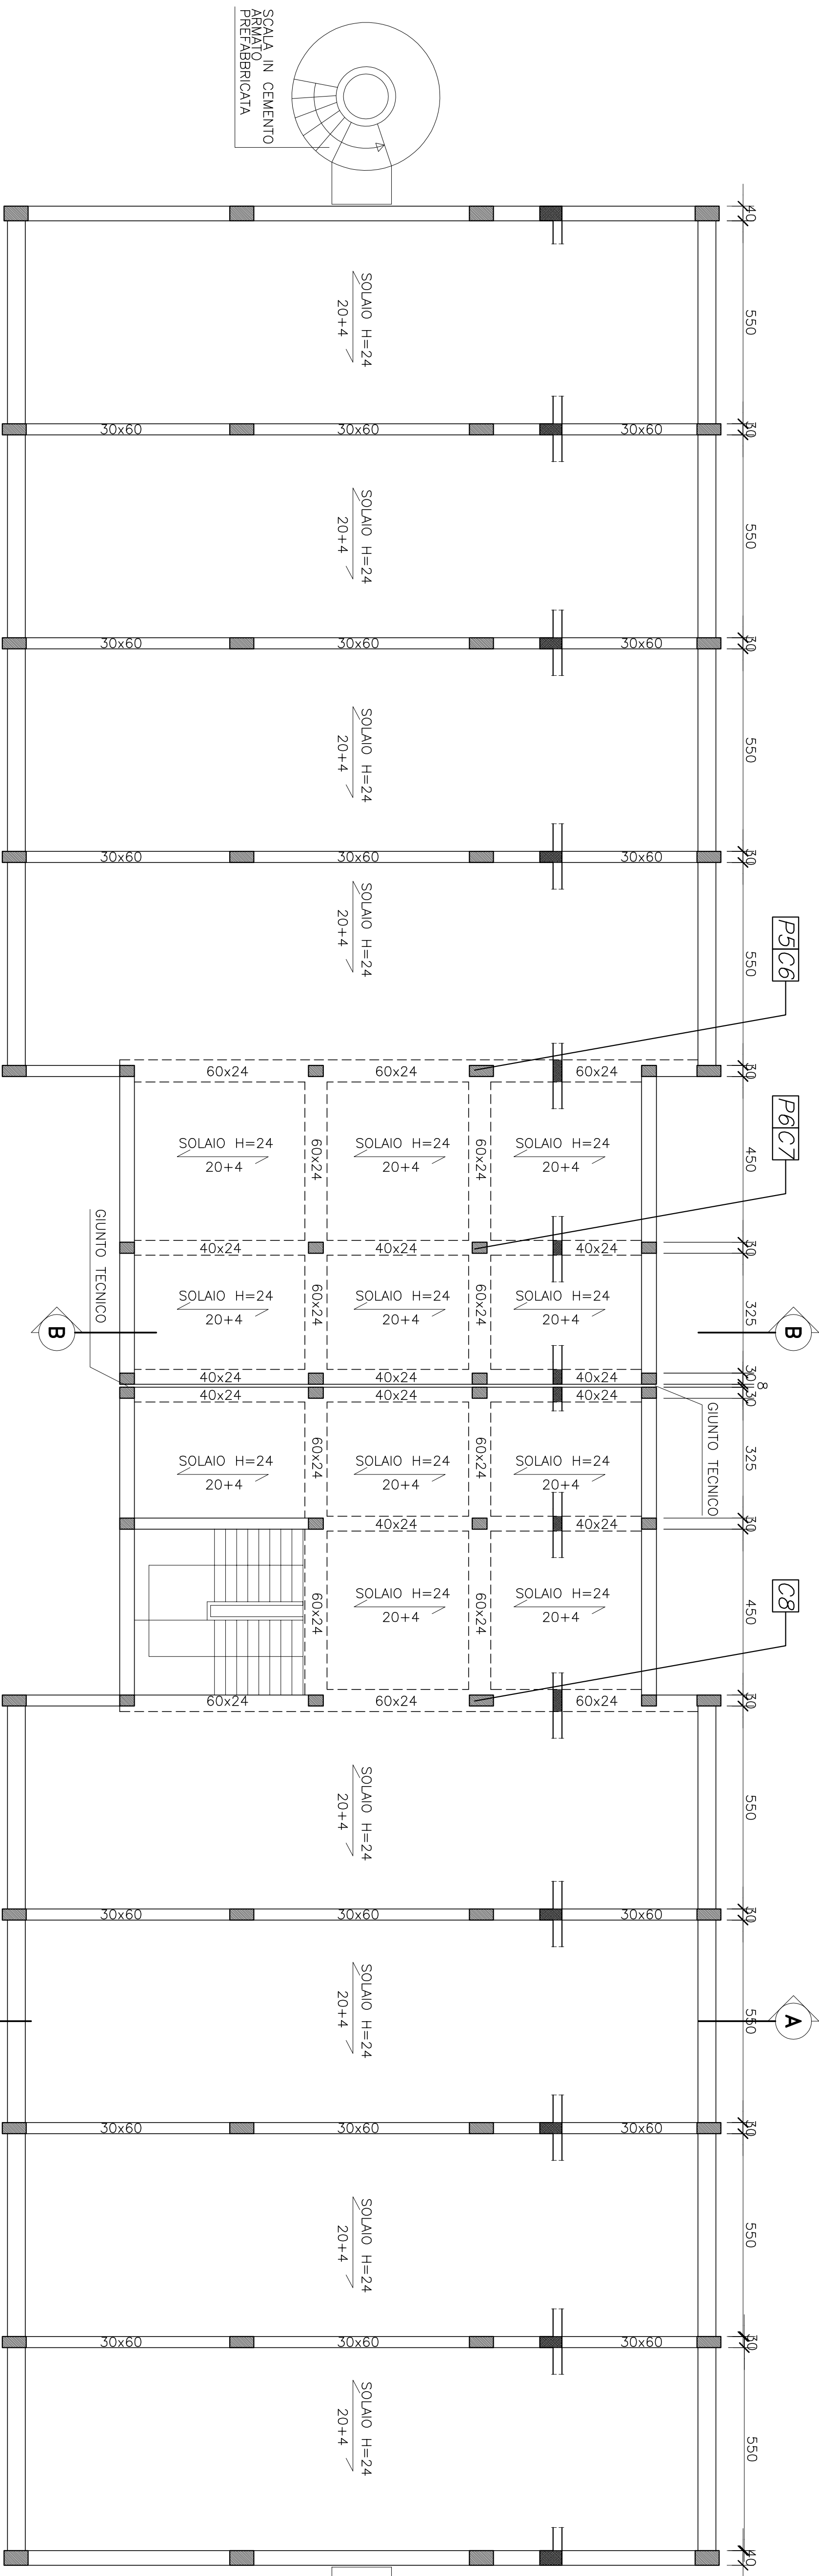 SCALA IN CEMENTO
ARMATO
PREFABBRICATA
40
550
SOLAIO H=24
20+4
30x60
30x60
30x60
30
550
SOLAIO H=24
20+4
30x60
30x60
30x60
30
550
SOLAIO H=24
20+4
30x60
30x60
30x60
30
550
SOLAIO H=24
20+4
P5 C6
60x24
60x24
60x24
30
P6 C7
450
SOLAIO H=24
20+4
60x24
SOLAIO H=24
20+4
60x24
SOLAIO H=24
20+4
GIUNTO TECNICO
40x24
40x24
40x24
30
325
SOLAIO H=24
20+4
60x24
SOLAIO H=24
20+4
60x24
SOLAIO H=24
20+4
B
B
40x24
40x24
40x24
30
8
40x24
40x24
40x24
30
GIUNTO TECNICO
325
SOLAIO H=24
20+4
60x24
SOLAIO H=24
20+4
60x24
SOLAIO H=24
20+4
40x24
40x24
30
C8
450
60x24
SOLAIO H=24
20+4
60x24
SOLAIO H=24
20+4
60x24
60x24
60x24
30
550
SOLAIO H=24
20+4
30x60
30x60
30x60
30
550
SOLAIO H=24
20+4
A
30x60
30x60
30x60
30
550
SOLAIO H=24
20+4
30x60
30x60
30x60
30
550
SOLAIO H=24
20+4
40